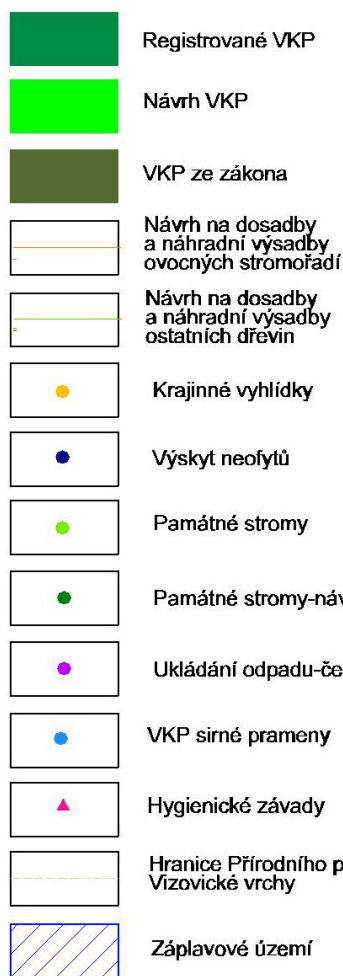 Registrované VKP
Návrh VKP
VKP ze zákona
Návrh na dosadby
a náhradní výsadby
ovocných stromořadí
Návrh na dosadby
a náhradní výsadby
ostatních dřevin
Krajinné vyhlídky
Výskyt neofytů
Památné stromy
Památné stromy-náv
Ukládání odpadu-če
VKP sirné prameny
Hygienické závady
Hranice Přírodního p
Vizovické vrchy
Záplavové území